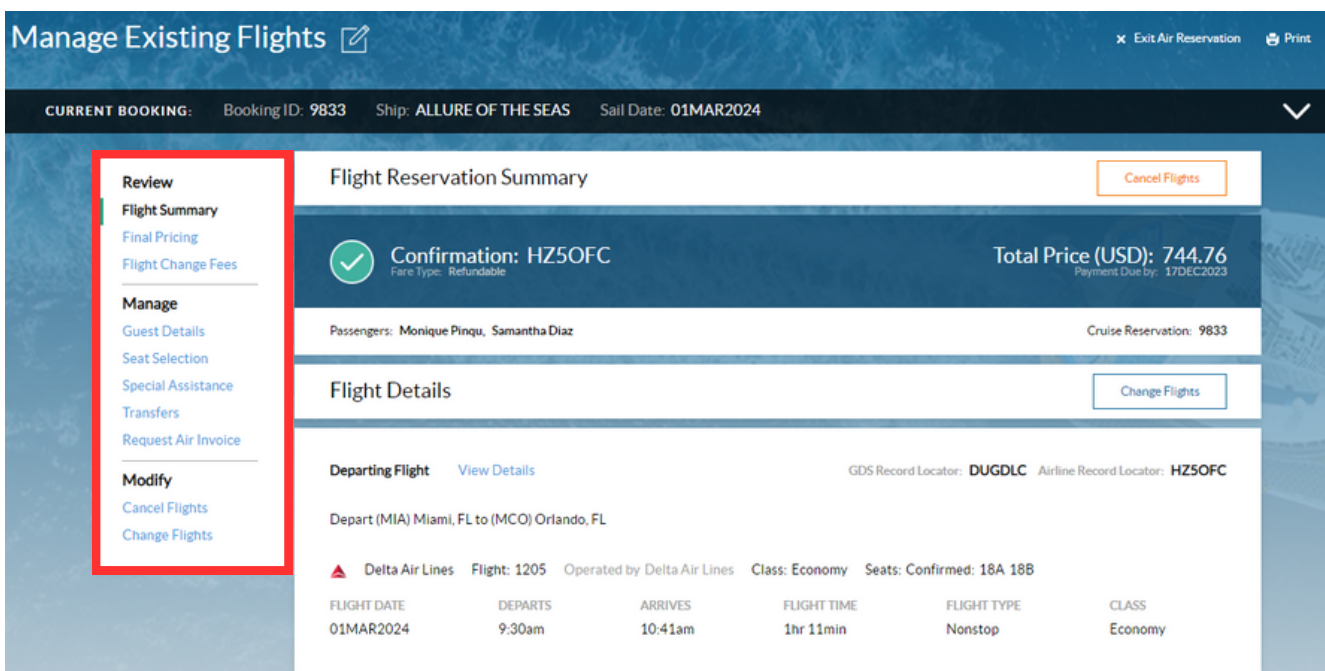 Manage Existing Flights
Exit Air Reservation Print
CURRENT BOOKING: Booking ID: 9833 Ship: ALLURE OF THE SEAS Sail Date: 01MAR2024
Review
Flight Summary
Final Pricing
Flight Change Fees
Manage
Guest Details
Seat Selection
Special Assistance
Transfers
Request Air Invoice
Modify
Cancel Flights
Change Flights
Flight Reservation Summary
Cancel Flights
Confirmation: HZ5OFC
Fare Type: Refundable
Total Price (USD): 744.76
Payment Due by: 17DEC2023
Passengers: Monique Pinqu, Samantha Diaz
Cruise Reservation: 9833
Flight Details
Change Flights
Departing Flight View Details
GDS Record Locator: DUGDLC Airline Record Locator: HZ5OFC
Depart (MIA) Miami, FL to (MCO) Orlando, FL
Delta Air Lines Flight: 1205 Operated by Delta Air Lines Class: Economy Seats: Confirmed: 18A 18B
FLIGHT DATE DEPARTS ARRIVES FLIGHT TIME FLIGHT TYPE CLASS
01MAR2024 9:30am 10:41am 1hr 11min Nonstop Economy